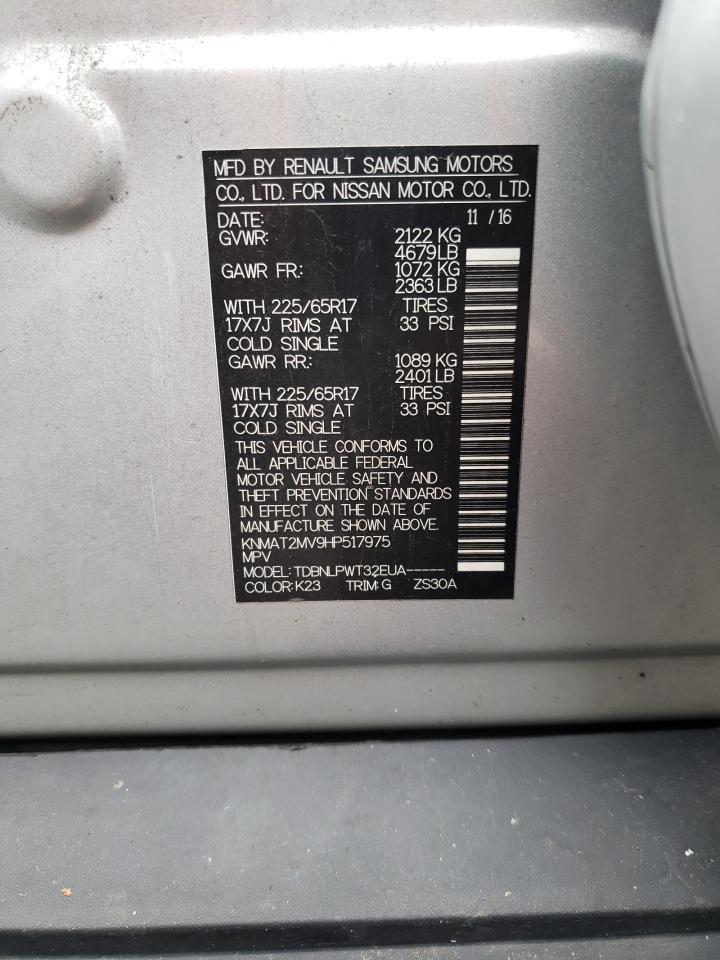 MFD BY RENAULT SAMSUNG MOTORS
CO., LTD. FOR NISSAN MOTOR CO., LTD.
DATE: 11 / 16
GVWR: 2122 KG
4679 LB
GAWR FR.: 1072 KG
2363 LB
WITH 225/65R17 TIRES
17X7J RIMS AT 33 PSI
COLD SINGLE
GAWR RR.: 1089 KG
2401 LB
WITH 225/65R17 TIRES
17X7J RIMS AT 33 PSI
COLD SINGLE
THIS VEHICLE CONFORMS TO
ALL APPLICABLE FEDERAL
MOTOR VEHICLE SAFETY AND
THEFT PREVENTION STANDARDS
IN EFFECT ON THE DATE OF
MANUFACTURE SHOWN ABOVE.
KNMAT2MV9HP517975
MPV
MODEL: TDBNLPWT32EUA-----
COLOR: K23 TRIM: G ZS30A